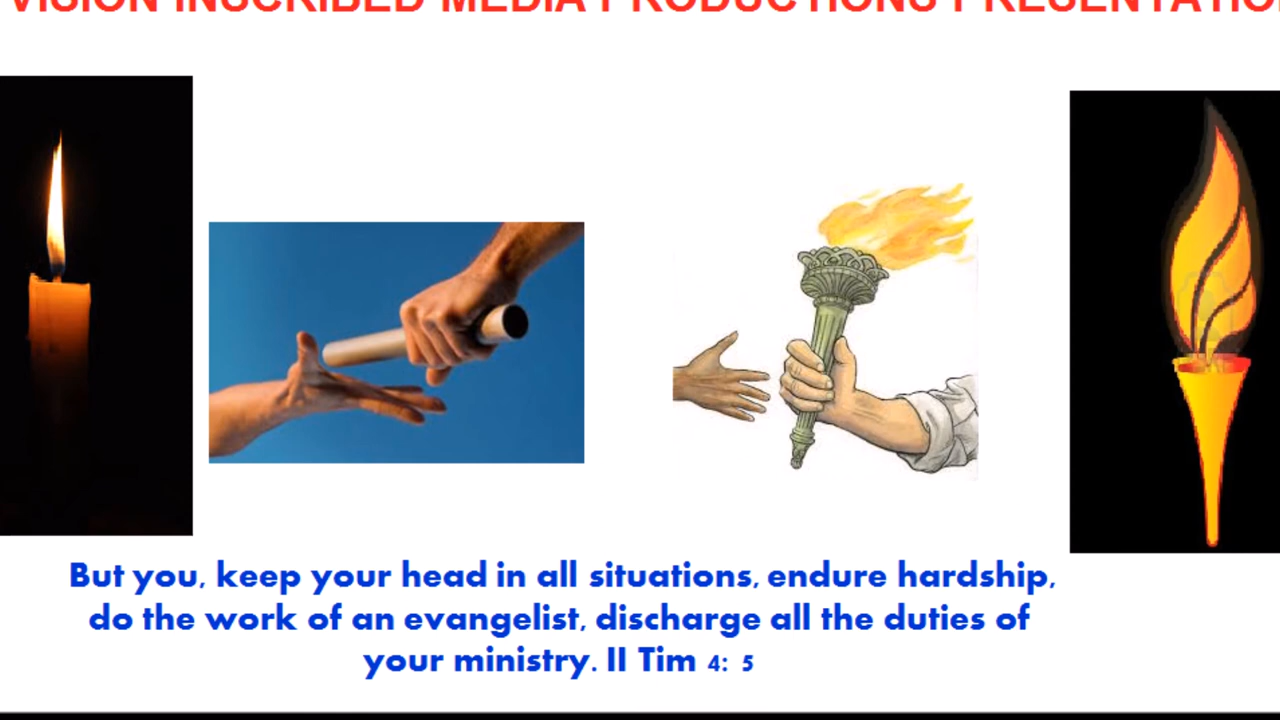 VISION INSCRIBED MEDIA PRODUCTIONS PRESENTATION
But you, keep your head in all situations, endure hardship,
do the work of an evangelist, discharge all the duties of
your ministry. II Tim 4: 5